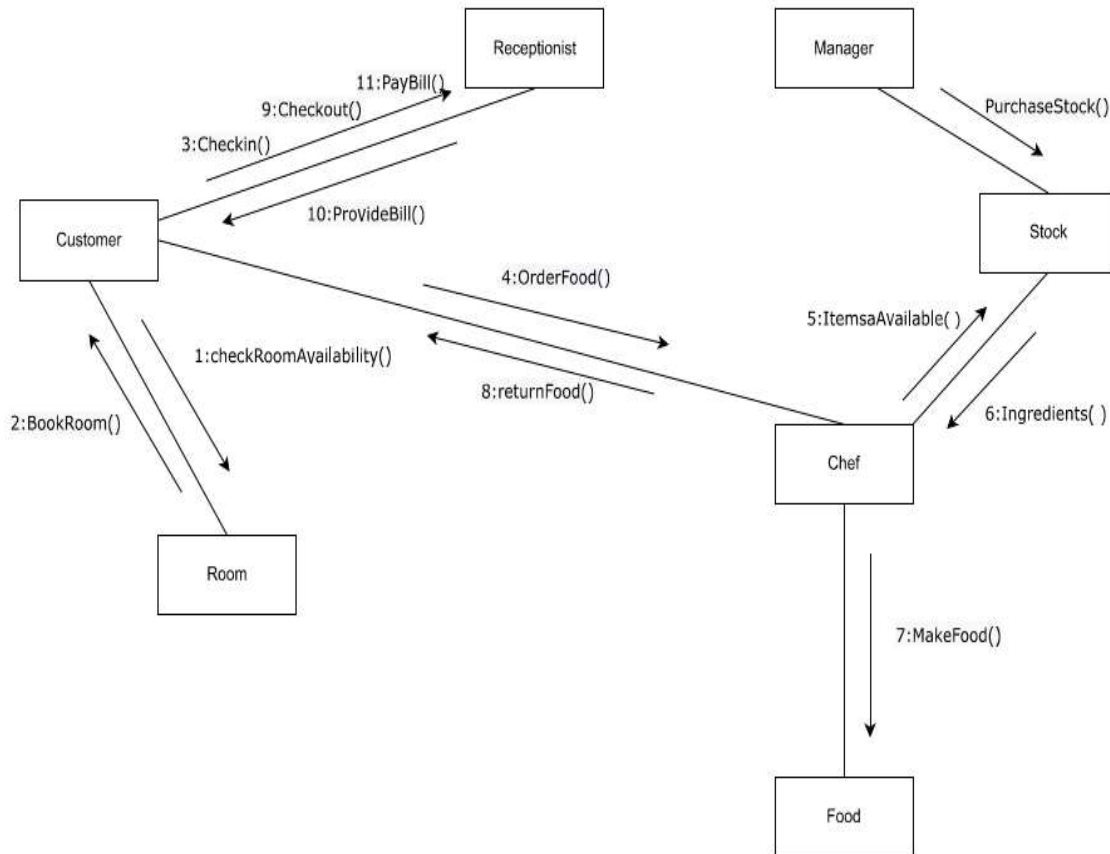 Receptionist
Manager
11:PayBill()
PurchaseStock()
9:Checkout()
3:Checkin()
10:ProvideBill()
Customer
Stock
4:OrderFood()
5:ItemsaAvailable( )
1:checkRoomAvailability()
8:returnFood()
2:BookRoom()
6:Ingredients( )
Chef
Room
7:MakeFood()
Food